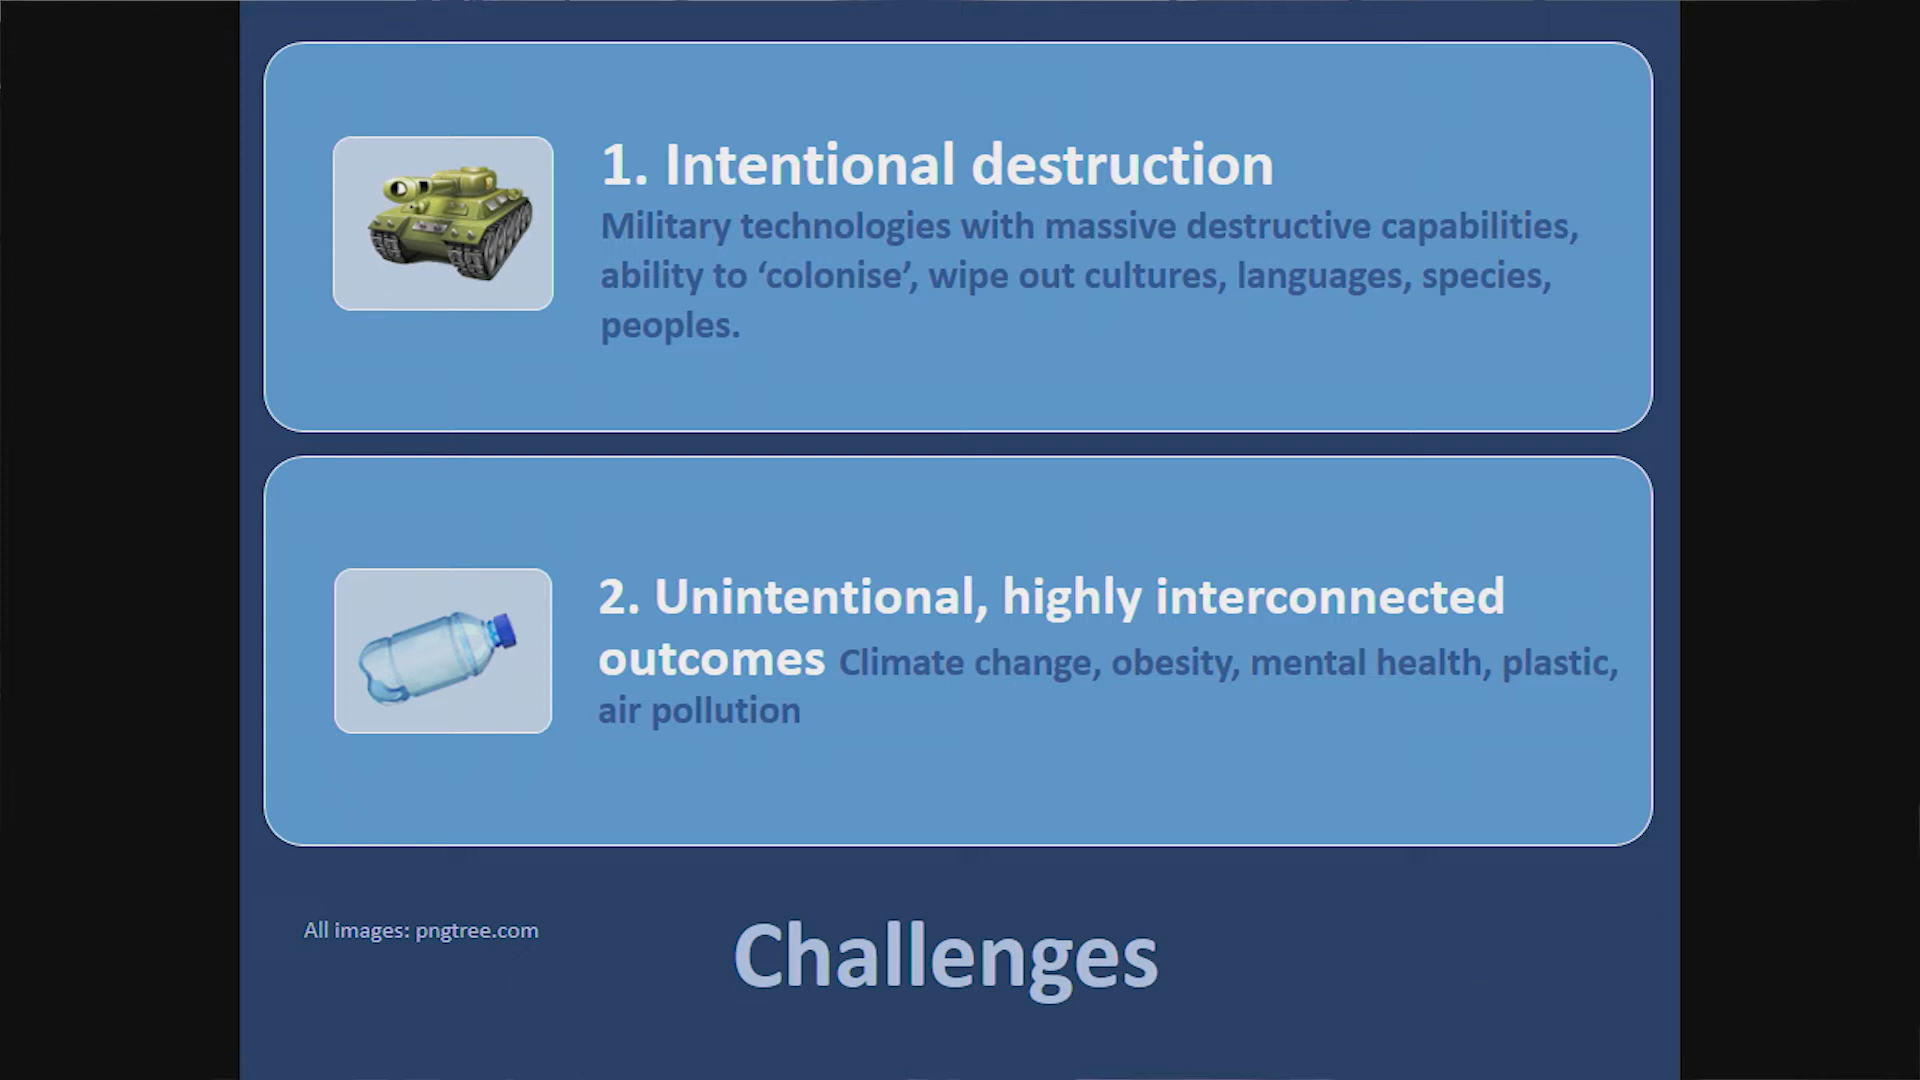 1. Intentional destruction
Military technologies with massive destructive capabilities,
ability to ‘colonise’, wipe out cultures, languages, species,
peoples.
2. Unintentional, highly interconnected
outcomes Climate change, obesity, mental health, plastic,
air pollution
All images: pngtree.com
Challenges